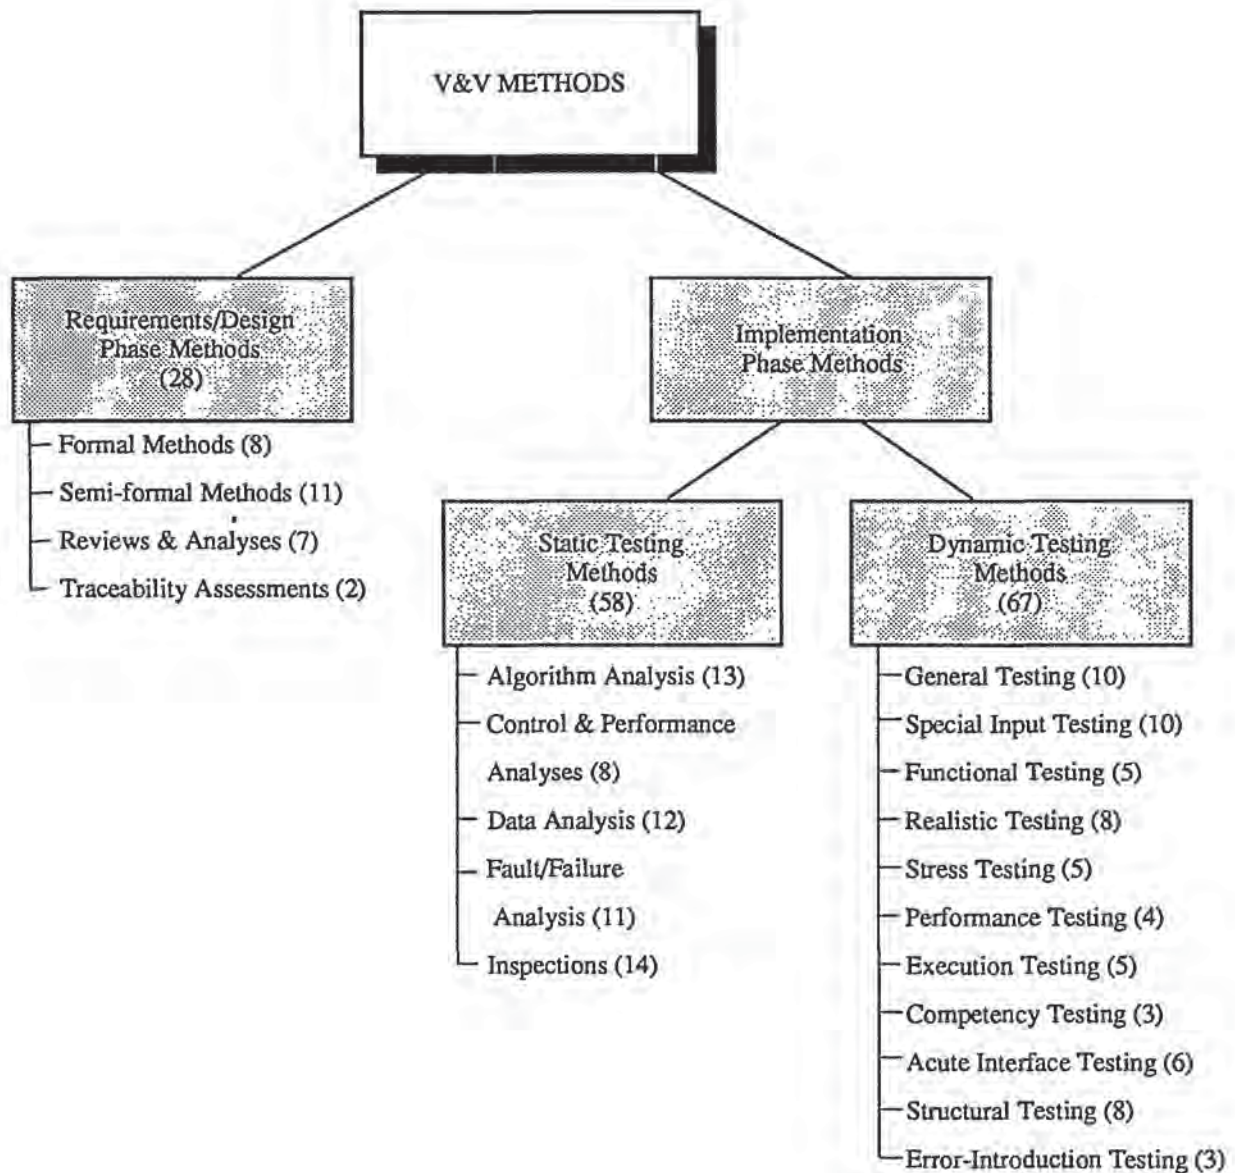 V&V METHODS
Requirements/Design
Phase Methods
(28)
Formal Methods (8)
Semi-formal Methods (11)
Reviews & Analyses (7)
Traceability Assessments (2)
Implementation
Phase Methods
Static Testing
Methods
(58)
Algorithm Analysis (13)
Control & Performance
Analyses (8)
Data Analysis (12)
Fault/Failure
Analysis (11)
Inspections (14)
Dynamic Testing
Methods
(67)
General Testing (10)
Special Input Testing (10)
Functional Testing (5)
Realistic Testing (8)
Stress Testing (5)
Performance Testing (4)
Execution Testing (5)
Competency Testing (3)
Acute Interface Testing (6)
Structural Testing (8)
Error-Introduction Testing (3)